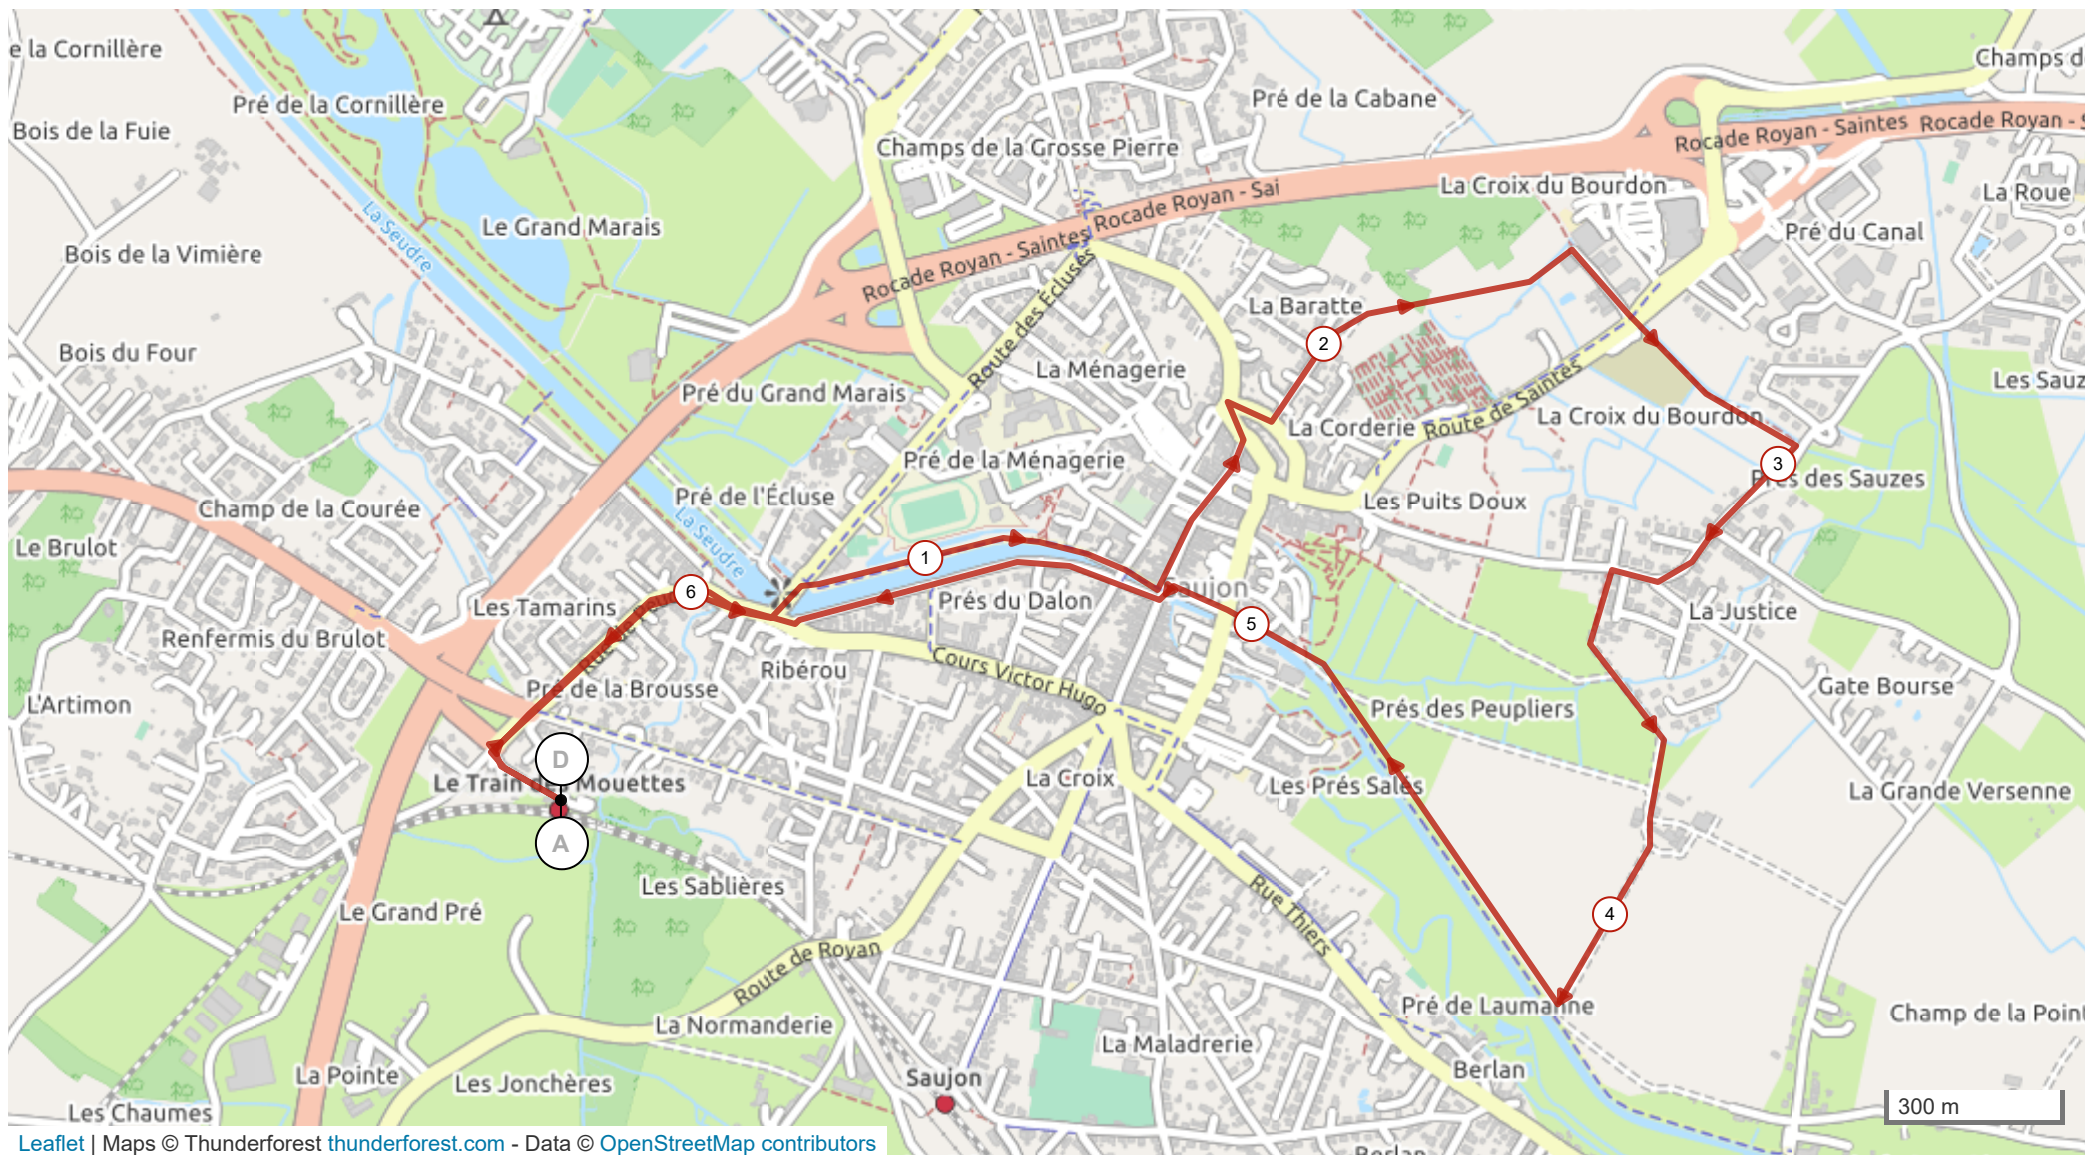 e la Cornillère
Champs d
Pré de la Cornillère
Pré de la Cabane
Bois de la Fuie
Rocade Royan - Saintes
Rocade Royan - S
Champs de la Grosse Pierre
La Croix du Bourdon
La Roue
Rocade Royan - Sai
La Seudre
Le Grand Marais
Pré du Canal
Bois de la Vimière
Rocade Royan - Saintes
La Baratte
Route des Écluses
2
Bois du Four
La Ménagerie
Les Sauz
Pré du Grand Marais
Route de Saintes
La Croix du Bourdon
La Corderie
Pré de la Ménagerie
3
Prés des Sauzes
Pré de l'Écluse
Les Puits Doux
Champ de la Courée
La Seudre
Le Brulot
1
Saujon
6
Les Tamarins
Prés du Dalon
La Justice
5
Renfermis du Brulot
Ribérou
Cours Victor Hugo
Pré de la Brousse
Gate Bourse
L'Artimon
Prés des Peupliers
D
Le Train des Mouettes
La Croix
Les Prés Salés
La Grande Versenne
A
Les Sablières
Le Grand Pré
Rue Thiers
4
Route de Royan
Pré de Laumanne
Champ de la Point
La Normanderie
La Maladrerie
Berlan
La Pointe
Les Jonchères
Saujon
Les Chaumes
300 m
Berlan
Leaflet | Maps © Thunderforest thunderforest.com - Data © OpenStreetMap contributors